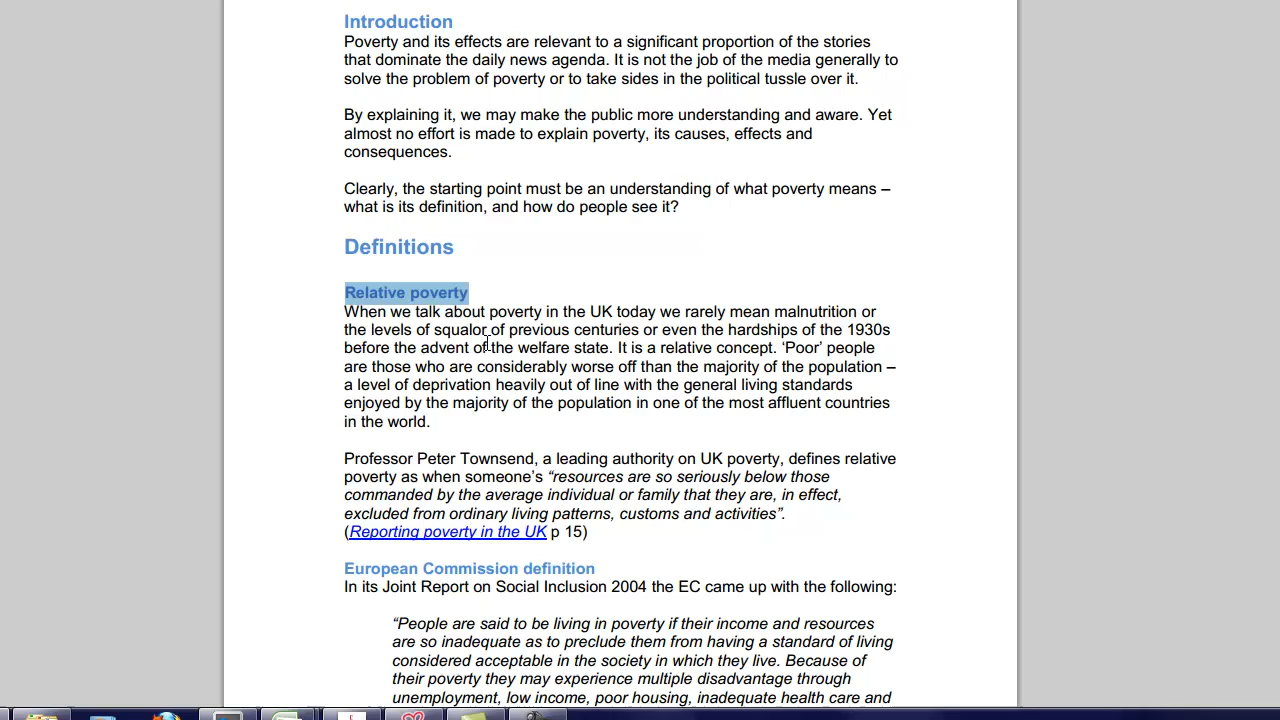 Introduction
Poverty and its effects are relevant to a significant proportion of the stories
that dominate the daily news agenda. It is not the job of the media generally to
solve the problem of poverty or to take sides in the political tussle over it.
By explaining it, we may make the public more understanding and aware. Yet
almost no effort is made to explain poverty, its causes, effects and
consequences.
Clearly, the starting point must be an understanding of what poverty means –
what is its definition, and how do people see it?
Definitions
Relative poverty
When we talk about poverty in the UK today we rarely mean malnutrition or
the levels of squalor of previous centuries or even the hardships of the 1930s
before the advent of the welfare state. It is a relative concept. ‘Poor’ people
are those who are considerably worse off than the majority of the population –
a level of deprivation heavily out of line with the general living standards
enjoyed by the majority of the population in one of the most affluent countries
in the world.
Professor Peter Townsend, a leading authority on UK poverty, defines relative
poverty as when someone’s “resources are so seriously below those
commanded by the average individual or family that they are, in effect,
excluded from ordinary living patterns, customs and activities”.
(Reporting poverty in the UK p 15)
European Commission definition
In its Joint Report on Social Inclusion 2004 the EC came up with the following:
“People are said to be living in poverty if their income and resources
are so inadequate as to preclude them from having a standard of living
considered acceptable in the society in which they live. Because of
their poverty they may experience multiple disadvantage through
unemployment, low income, poor housing, inadequate health care and